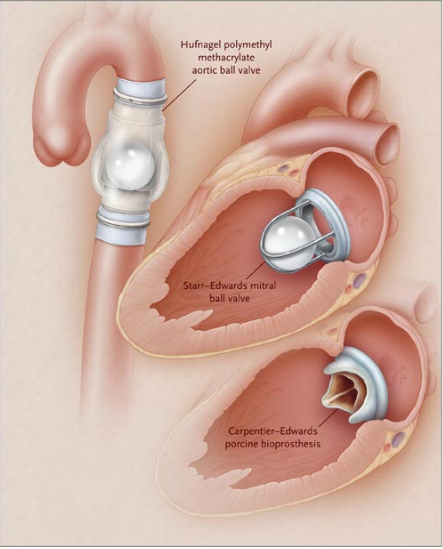 Hufnagel polymethyl
methacrylate
aortic ball valve
Starr–Edwards mitral
ball valve
Carpentier–Edwards
porcine bioprosthesis